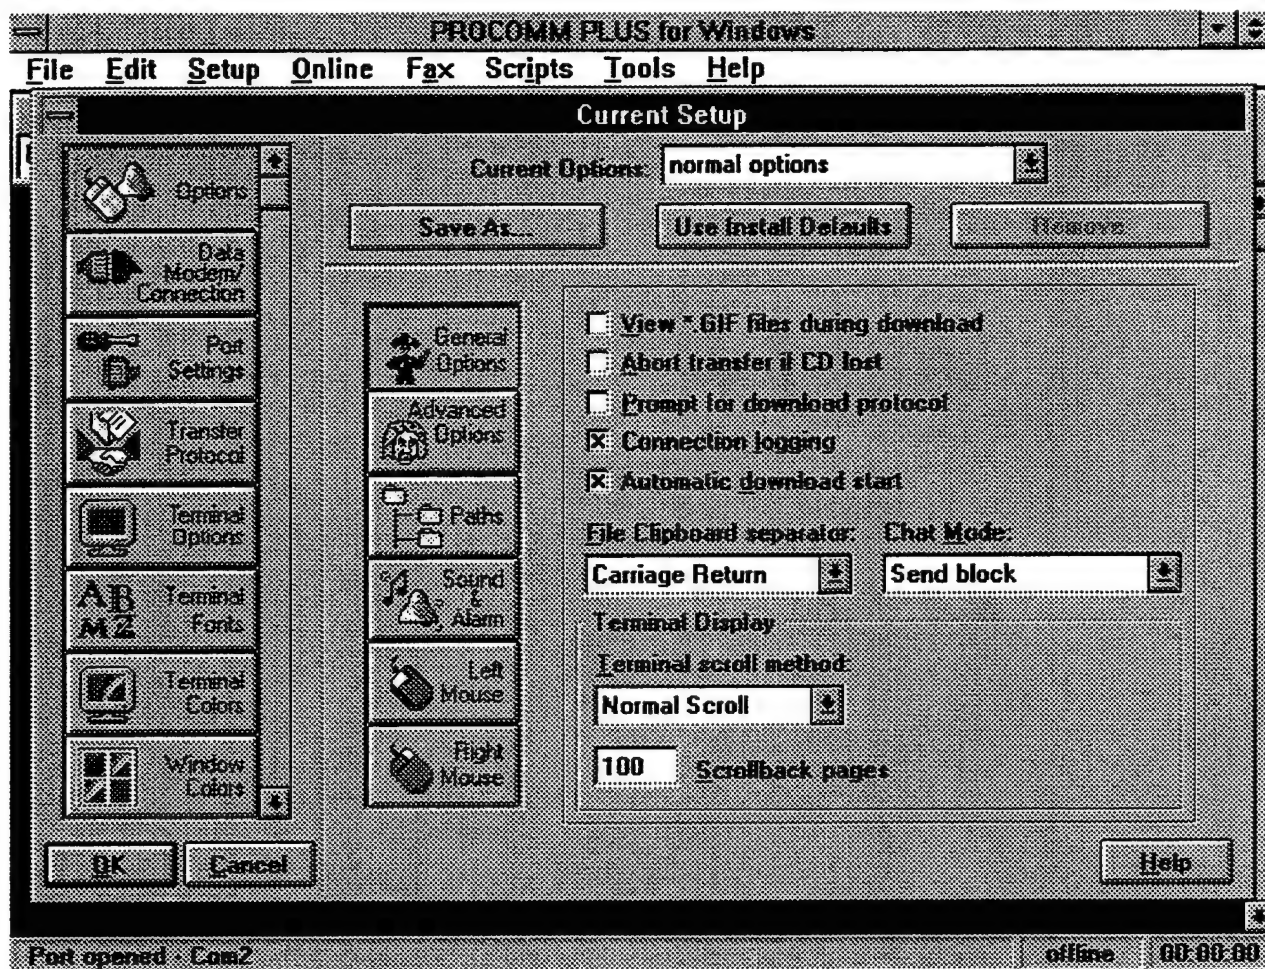 PROCOMM PLUS for Windows
File Edit Setup Online Fax Scripts Tools Help
Current Setup
Current Options: normal options
Save As... Use Install Defaults Remove
Options
Data
Modem/
Connection
Port
Settings
Transfer
Protocol
Terminal
Options
AB
MZ
Terminal
Fonts
Terminal
Colors
Window
Colors
General
Options
Advanced
Options
Paths
Sound
&
Alarm
Left
Mouse
Right
Mouse
View *.GIF files during download
Abort transfer if CD lost
Prompt for download protocol
Connection logging
Automatic download start
File Clipboard separator: Chat Mode:
Carriage Return Send block
Terminal Display
Terminal scroll method:
Normal Scroll
100 Scrollback pages
OK Cancel Help
Port opened - Com2 offline 00:00:00